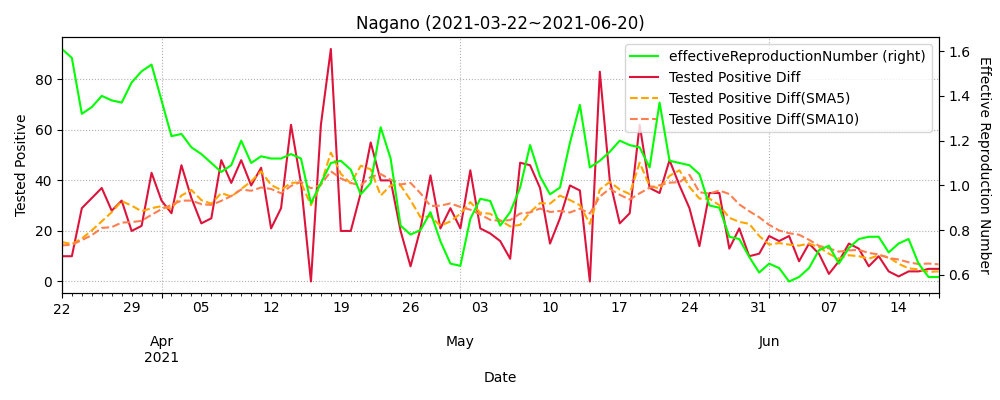 Nagano (2021-03-22~2021-06-20)
effectiveReproductionNumber (right)
Tested Positive Diff
Tested Positive Diff(SMA5)
Tested Positive Diff(SMA10)
Tested Positive
80
60
40
20
0
1.6
1.4
1.2
1.0
0.8
0.6
Effective Reproduction Number
22 29 05 12 19 26 03 10 17 24 31 07 14
Apr May Jun
2021
Date